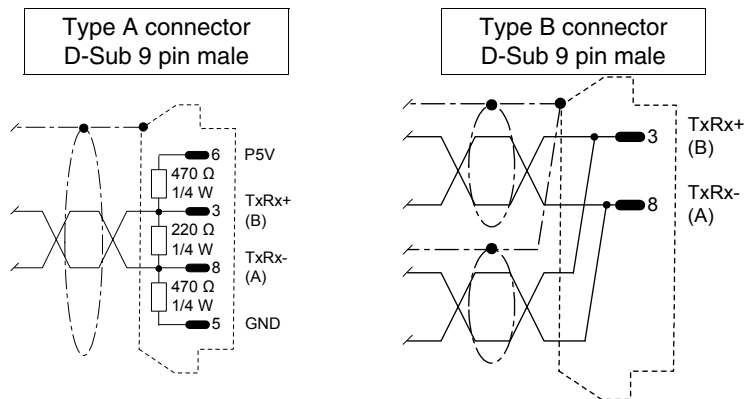 Type A connector
D-Sub 9 pin male
6 P5V
470 Ω
1/4 W
3 TxRx+
(B)
220 Ω
1/4 W
8 TxRx-
(A)
470 Ω
1/4 W
5 GND
Type B connector
D-Sub 9 pin male
3 TxRx+
(B)
8 TxRx-
(A)